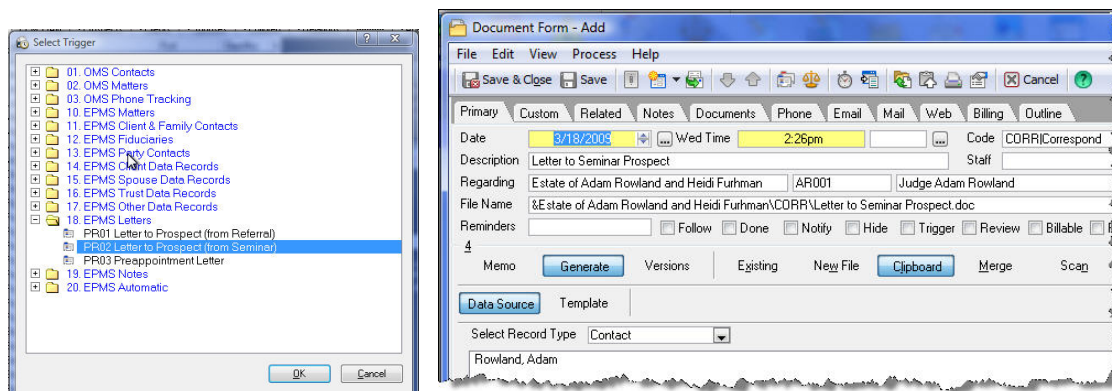 Select Trigger
01. OMS Contacts
02. OMS Matters
03. OMS Phone Tracking
10. EPMS Matters
11. EPMS Client & Family Contacts
12. EPMS Fiduciaries
13. EPMS Party Contacts
14. EPMS Client Data Records
15. EPMS Spouse Data Records
16. EPMS Trust Data Records
17. EPMS Other Data Records
18. EPMS Letters
PR01 Letter to Prospect (from Referral)
PR02 Letter to Prospect (from Seminar)
PR03 Preappointment Letter
19. EPMS Notes
20. EPMS Automatic
OK Cancel
Document Form - Add
File Edit View Process Help
Save & Close Save Cancel
Primary Custom Related Notes Documents Phone Email Mail Web Billing Outline
Date 3/18/2009 ... Wed Time 2:26pm ... Code CORR|Correspond
Description Letter to Seminar Prospect Staff
Regarding Estate of Adam Rowland and Heidi Furhman AR001 Judge Adam Rowland
File Name &Estate of Adam Rowland and Heidi Furhman\CORR\Letter to Seminar Prospect.doc
Reminders Follow Done Notify Hide Trigger Review Billable
4
Memo Generate Versions Existing New File Clipboard Merge Scan
Data Source Template
Select Record Type Contact
Rowland, Adam